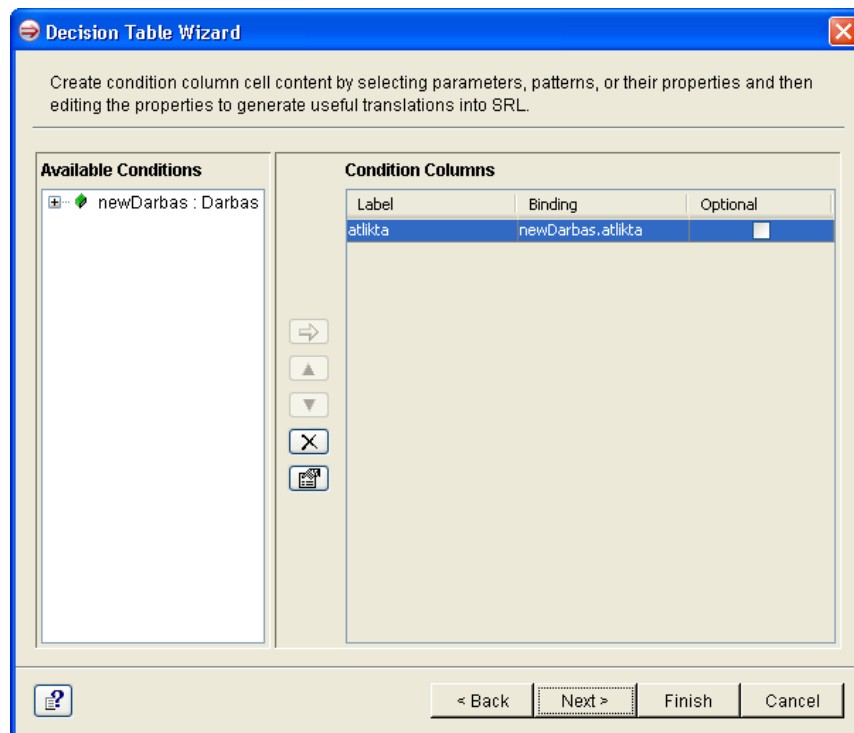 Decision Table Wizard
Create condition column cell content by selecting parameters, patterns, or their properties and then
editing the properties to generate useful translations into SRL.
Available Conditions
newDarbas : Darbas
Condition Columns
Label Binding Optional
atlikta newDarbas.atlikta
< Back Next > Finish Cancel